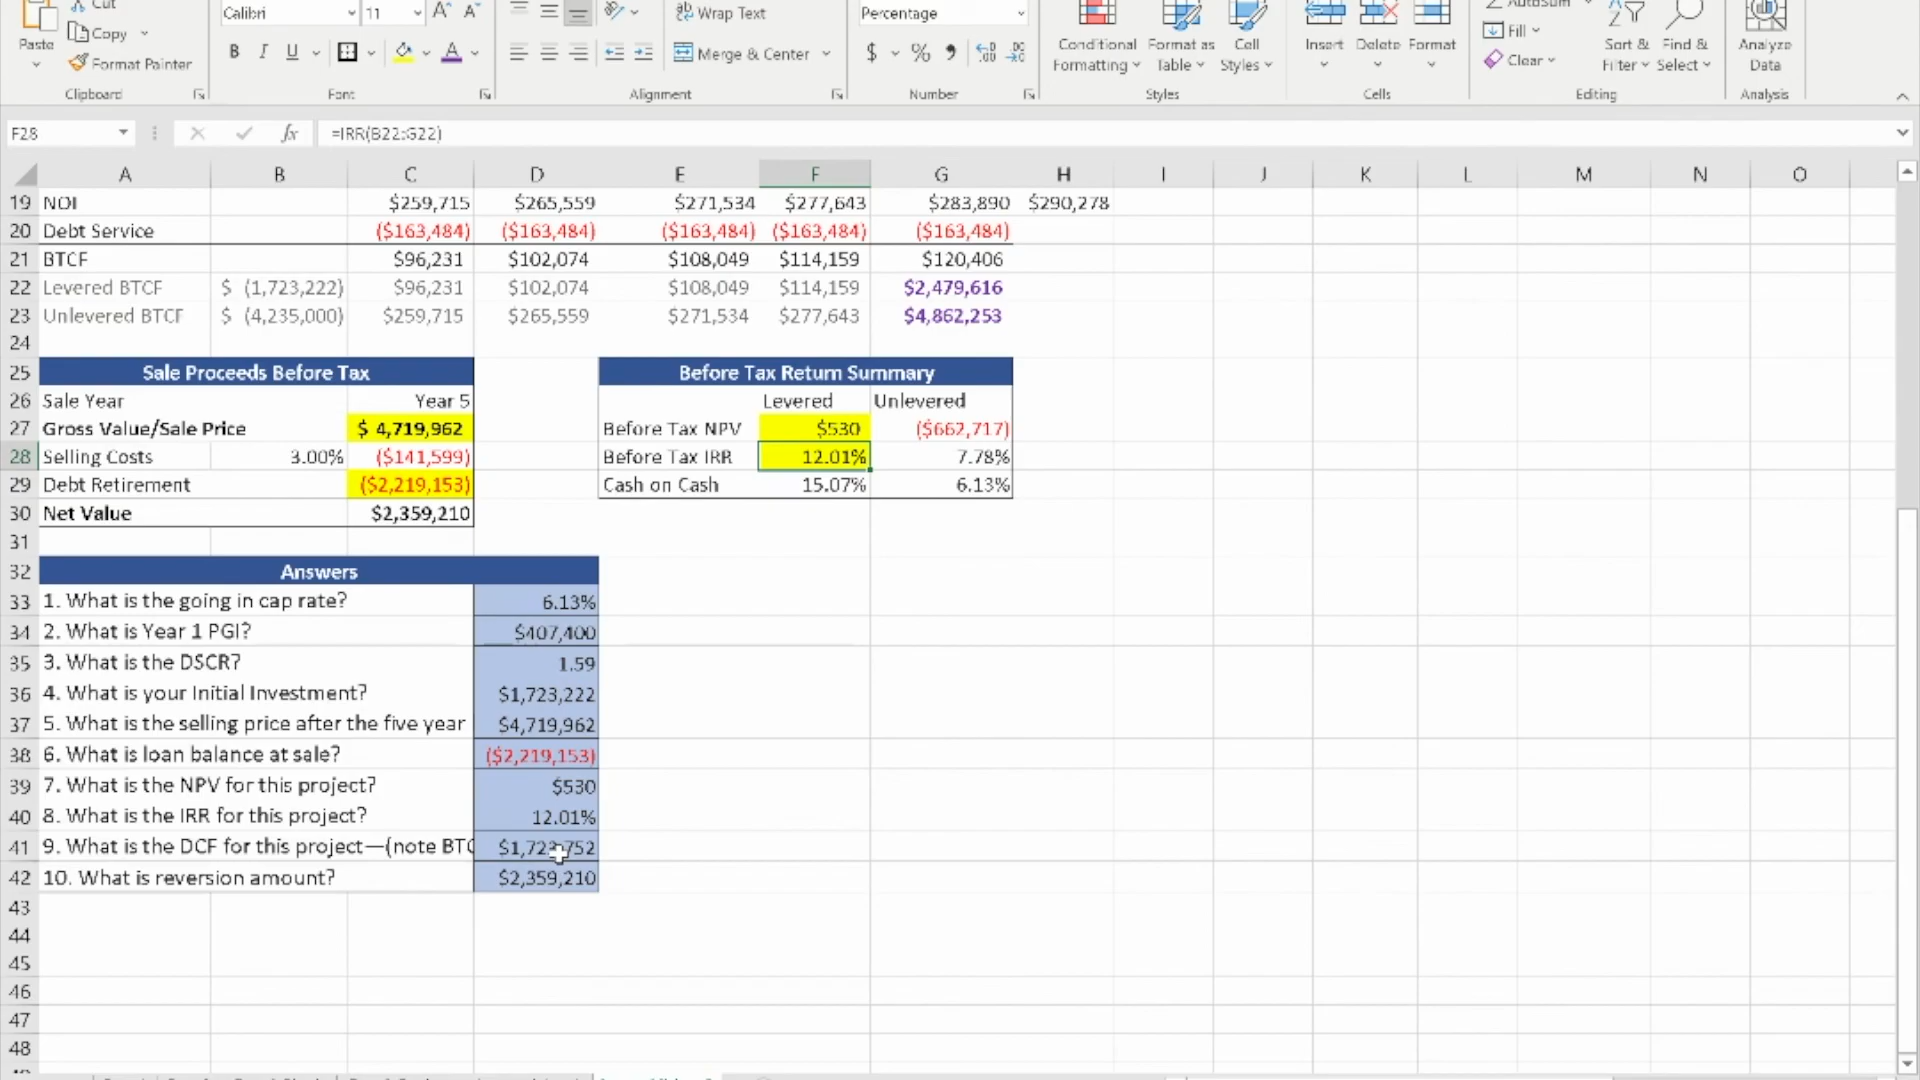 Cut
Calibri 11 A A Wrap Text Percentage AutoSum
Paste Copy Conditional Formatting Format as Table Cell Styles Insert Delete Format Fill Sort & Filter Find & Select Analyze Data
Format Painter B I U A Merge & Center $ % Clear
Clipboard Font Alignment Number Styles Cells Editing Analysis
F28 fx =IRR(B22:G22)
A B C D E F G H I J K L M N O
19 NOI $259,715 $265,559 $271,534 $277,643 $283,890 $290,278
20 Debt Service ($163,484) ($163,484) ($163,484) ($163,484) ($163,484)
21 BTCF $96,231 $102,074 $108,049 $114,159 $120,406
22 Levered BTCF $ (1,723,222) $96,231 $102,074 $108,049 $114,159 $2,479,616
23 Unlevered BTCF $ (4,235,000) $259,715 $265,559 $271,534 $277,643 $4,862,253
24
25 Sale Proceeds Before Tax Before Tax Return Summary
26 Sale Year Year 5 Levered Unlevered
27 Gross Value/Sale Price $ 4,719,962 Before Tax NPV $530 ($662,717)
28 Selling Costs 3.00% ($141,599) Before Tax IRR 12.01% 7.78%
29 Debt Retirement ($2,219,153) Cash on Cash 15.07% 6.13%
30 Net Value $2,359,210
31
32 Answers
33 1. What is the going in cap rate? 6.13%
34 2. What is Year 1 PGI? $407,400
35 3. What is the DSCR? 1.59
36 4. What is your Initial Investment? $1,723,222
37 5. What is the selling price after the five year $4,719,962
38 6. What is loan balance at sale? ($2,219,153)
39 7. What is the NPV for this project? $530
40 8. What is the IRR for this project? 12.01%
41 9. What is the DCF for this project—(note BTC $1,723,752
42 10. What is reversion amount? $2,359,210
43
44
45
46
47
48